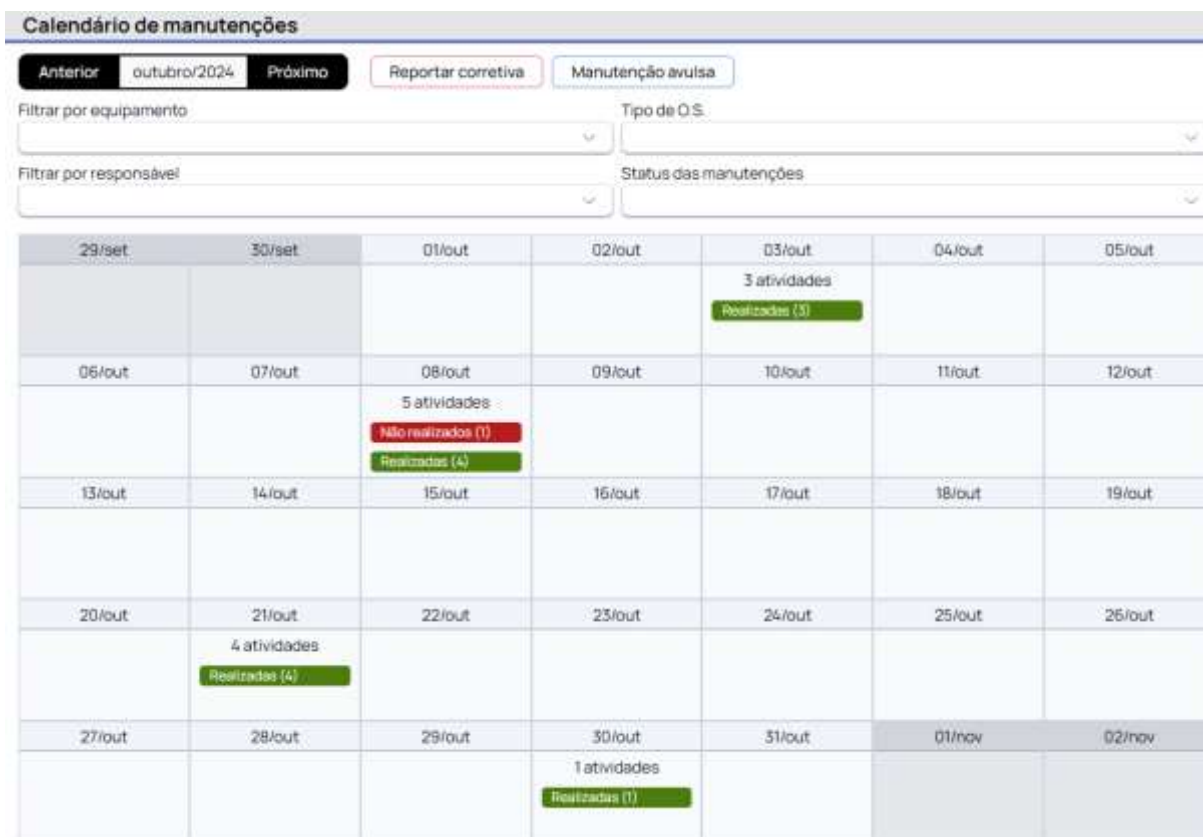 Calendário de manutenções
Anterior outubro/2024 Próximo Reportar corretiva Manutenção avulsa
Filtrar por equipamento Tipo de O.S.
Filtrar por responsável Status das manutenções
29/set 30/set 01/out 02/out 03/out 04/out 05/out
3 atividades
Realizadas (3)
06/out 07/out 08/out 09/out 10/out 11/out 12/out
5 atividades
Não realizados (1)
Realizadas (4)
13/out 14/out 15/out 16/out 17/out 18/out 19/out
20/out 21/out 22/out 23/out 24/out 25/out 26/out
4 atividades
Realizadas (4)
27/out 28/out 29/out 30/out 31/out 01/nov 02/nov
1 atividades
Realizadas (1)